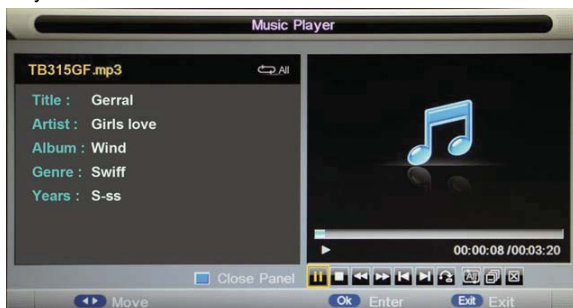 Music Player
TB315GF.mp3 All
Title : Gerral
Artist : Girls love
Album : Wind
Genre : Swiff
Years : S-ss
00:00:08 /00:03:20
Close Panel
All
Move Ok Enter Exit Exit